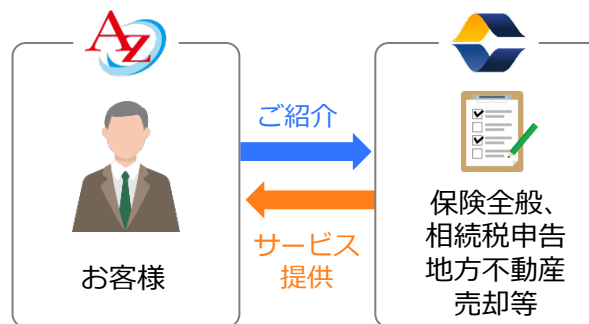 AZ
お客様
ご紹介
サービス
提供
保険全般、
相続税申告
地方不動産
売却等